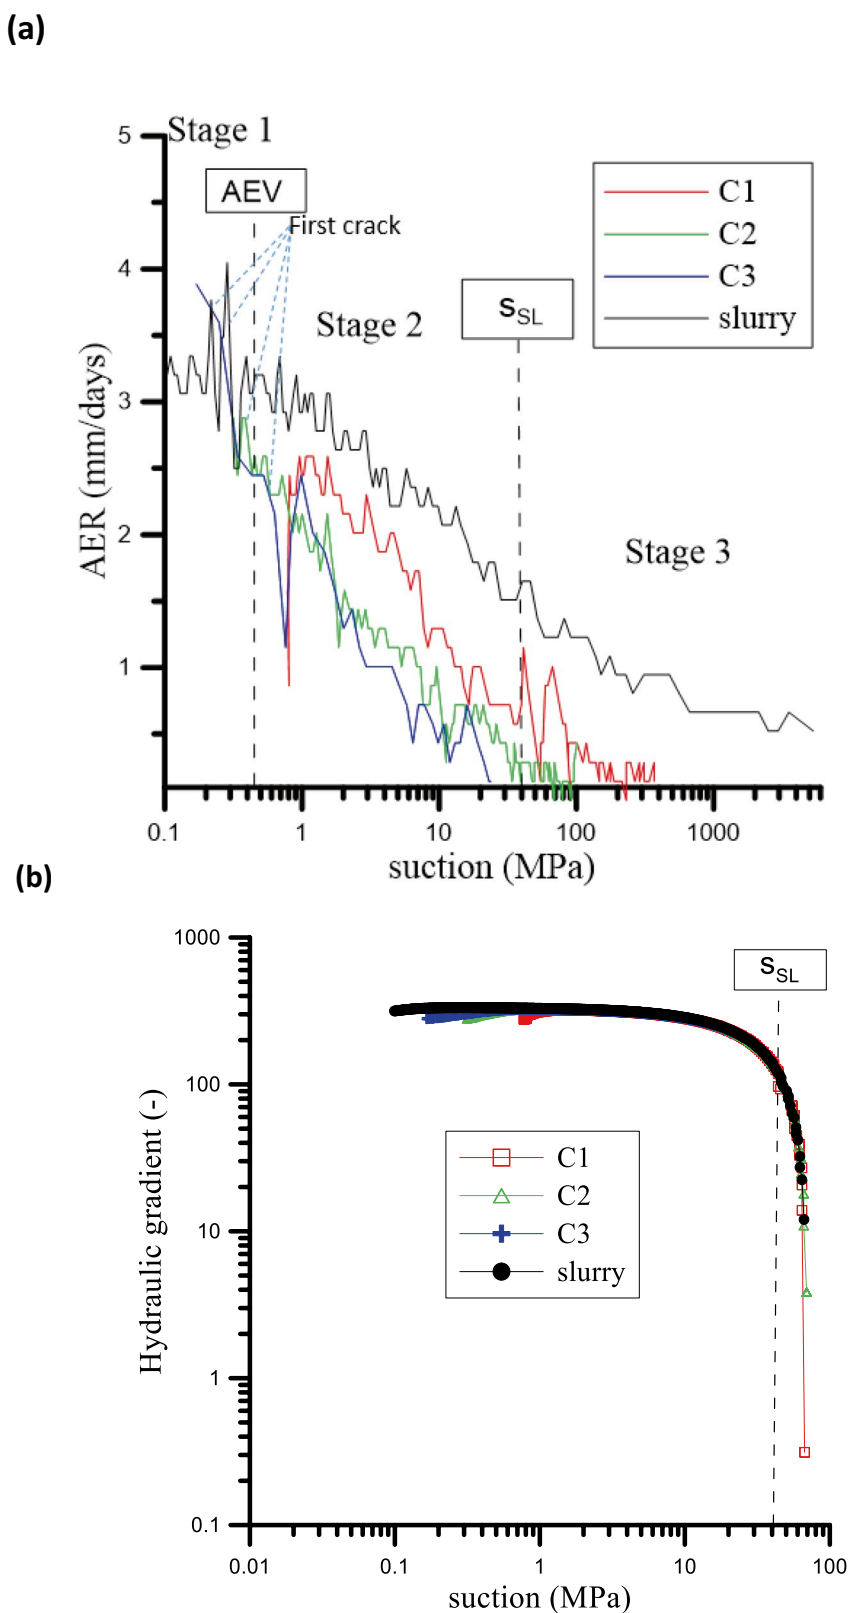 (a)
Stage 1
5
AEV
First crack
C1
C2
C3
slurry
4
Stage 2
sSL
3
AER (mm/days)
2
Stage 3
1
0.1
1
10
100
1000
suction (MPa)
(b)
1000
sSL
100
Hydraulic gradient (-)
C1
C2
C3
slurry
10
1
0.1
0.01
0.1
1
10
100
suction (MPa)